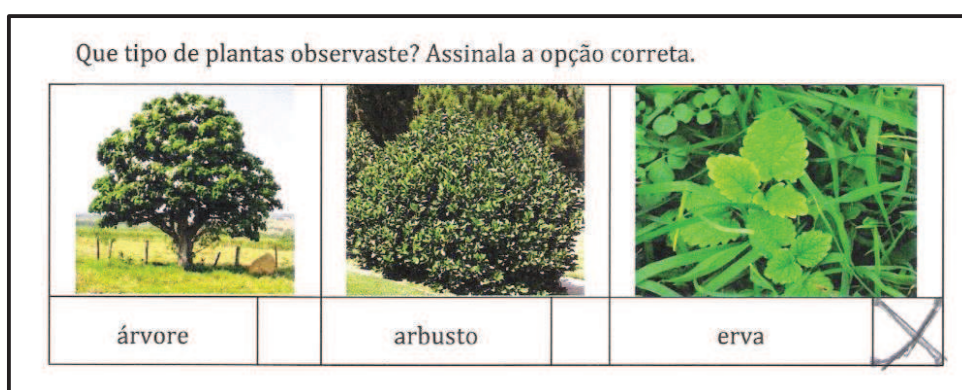 Que tipo de plantas observaste? Assinala a opção correta.
árvore arbusto erva X